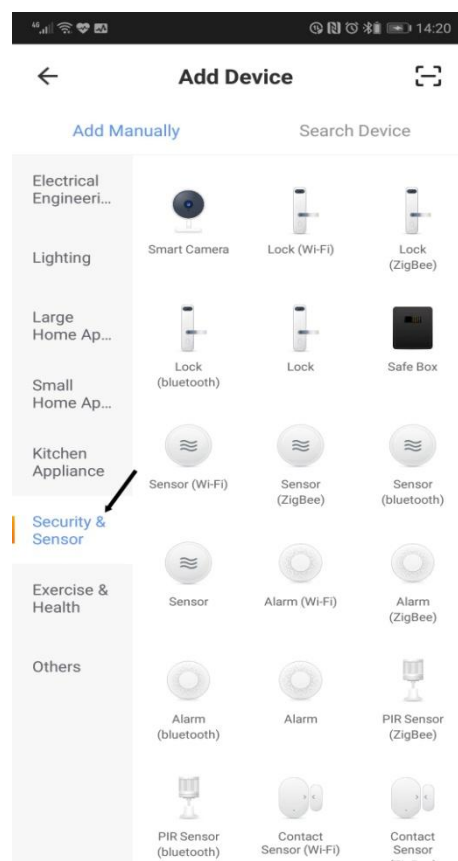 14:20
Add Device
Add Manually
Search Device
Electrical
Engineeri...
Lighting
Large
Home Ap...
Small
Home Ap...
Kitchen
Appliance
Security &
Sensor
Exercise &
Health
Others
Smart Camera
Lock (Wi-Fi)
Lock
(ZigBee)
Lock
(bluetooth)
Lock
Safe Box
Sensor (Wi-Fi)
Sensor
(ZigBee)
Sensor
(bluetooth)
Sensor
Alarm (Wi-Fi)
Alarm
(ZigBee)
Alarm
(bluetooth)
Alarm
PIR Sensor
(ZigBee)
PIR Sensor
(bluetooth)
Contact
Sensor (Wi-Fi)
Contact
Sensor